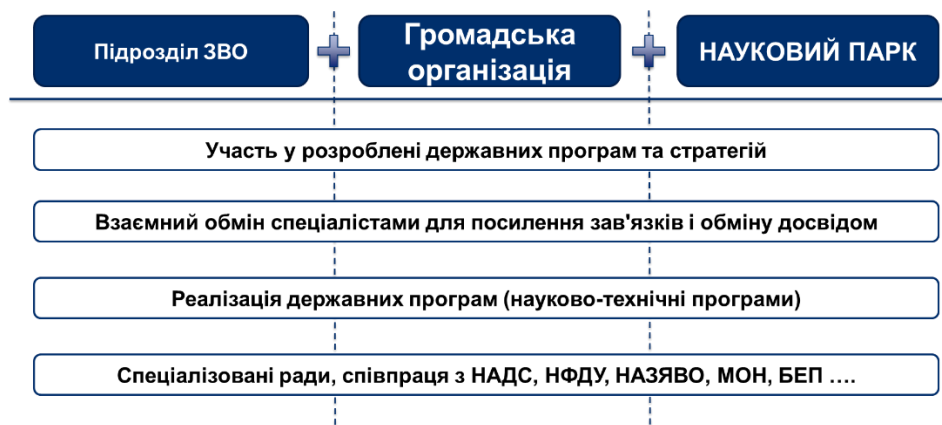 Підрозділ ЗВО
Громадська
організація
НАУКОВИЙ ПАРК
Участь у розроблені державних програм та стратегій
Взаємний обмін спеціалістами для посилення зав'язків і обміну досвідом
Реалізація державних програм (науково-технічні програми)
Спеціалізовані ради, співпраця з НАДС, НФДУ, НАЗЯВО, МОН, БЕП ….